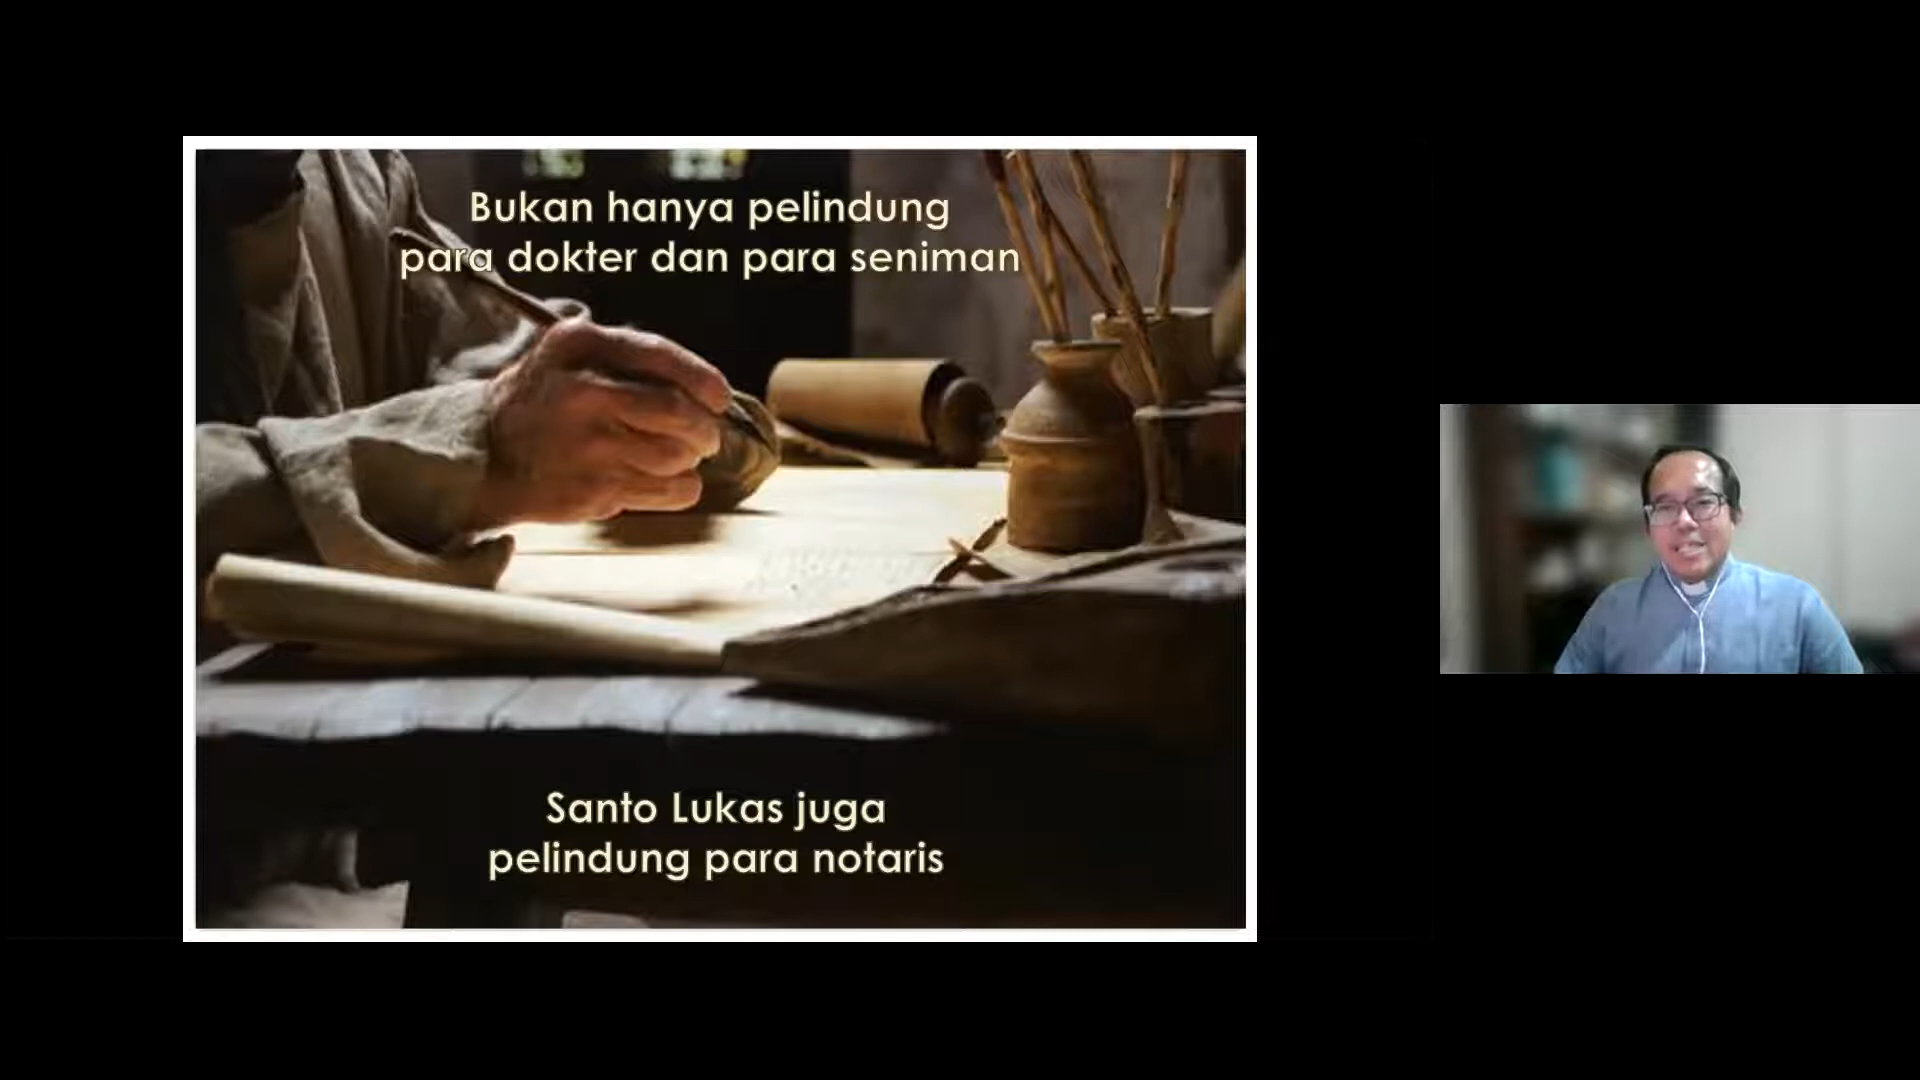 Bukan hanya pelindung
para dokter dan para seniman
Santo Lukas juga
pelindung para notaris